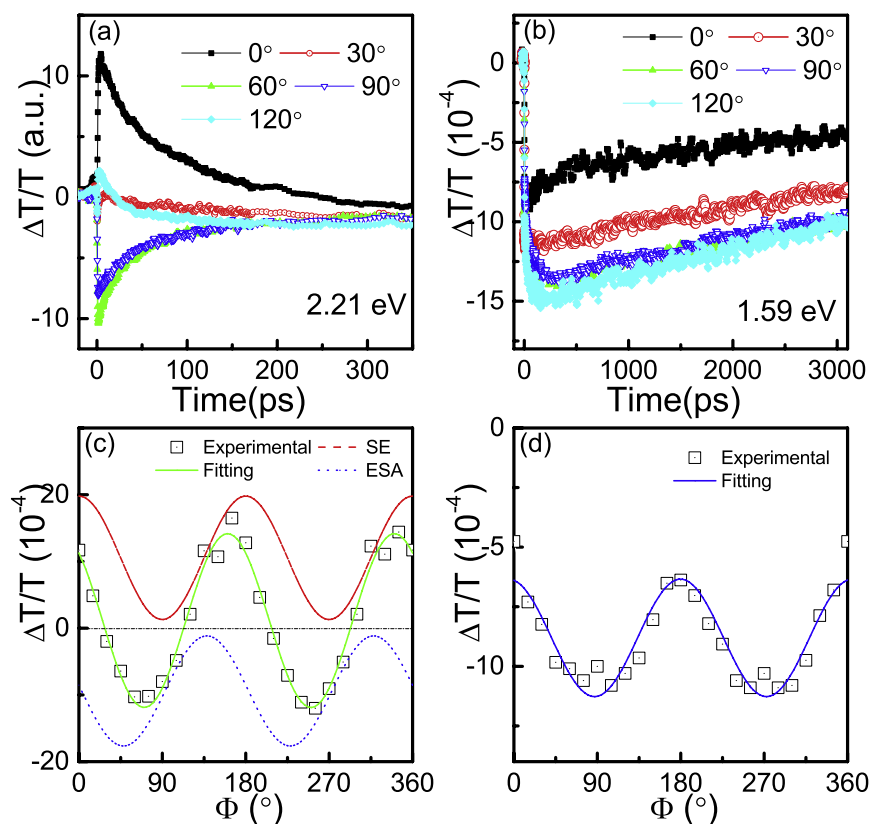 (a)
0°
30°
60°
90°
120°
2.21 eV
ΔT/T (a.u.)
10
0
-10
0
100
200
300
Time(ps)
(b)
0°
30°
60°
90°
120°
1.59 eV
ΔT/T (10-4)
0
-5
-10
-15
0
1000
2000
3000
Time(ps)
(c)
Experimental
SE
Fitting
ESA
ΔT/T (10-4)
20
0
-20
0
90
180
270
360
Φ (°)
(d)
Experimental
Fitting
ΔT/T (10-4)
0
-5
-10
0
90
180
270
360
Φ (°)